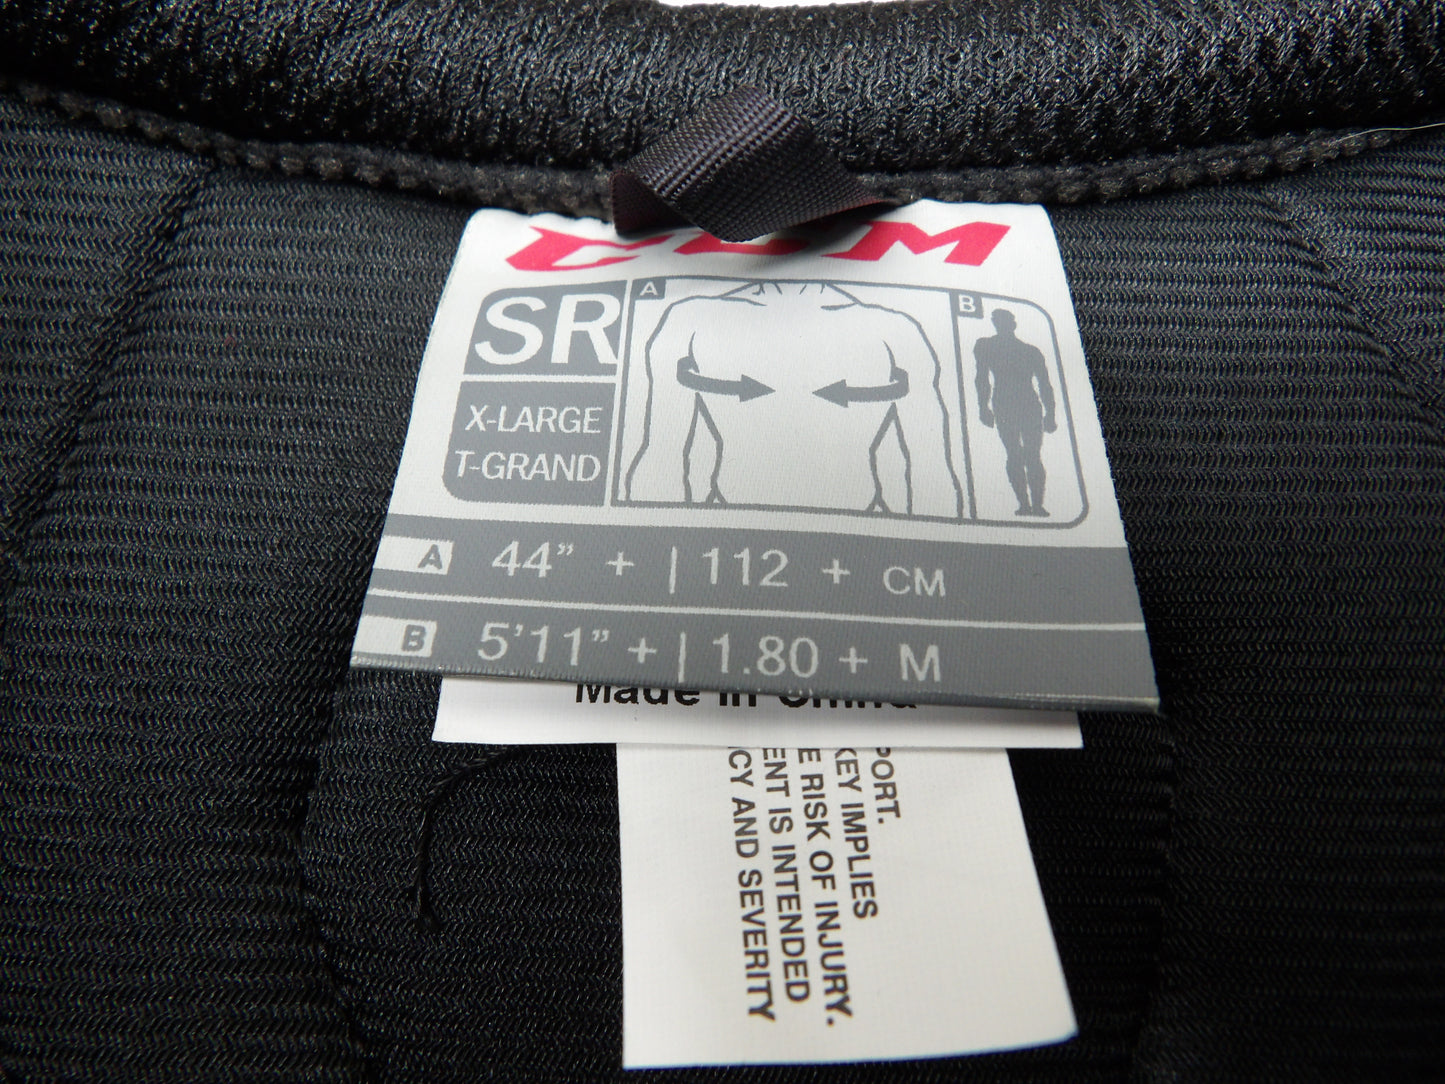 CCM
SR
X-LARGE
T-GRAND
A
B
A 44” + | 112 + CM
B 5’11” + | 1.80 + M
Made in China
PORT.
KEY IMPLIES
E RISK OF INJURY.
ENT IS INTENDED
CY AND SEVERITY